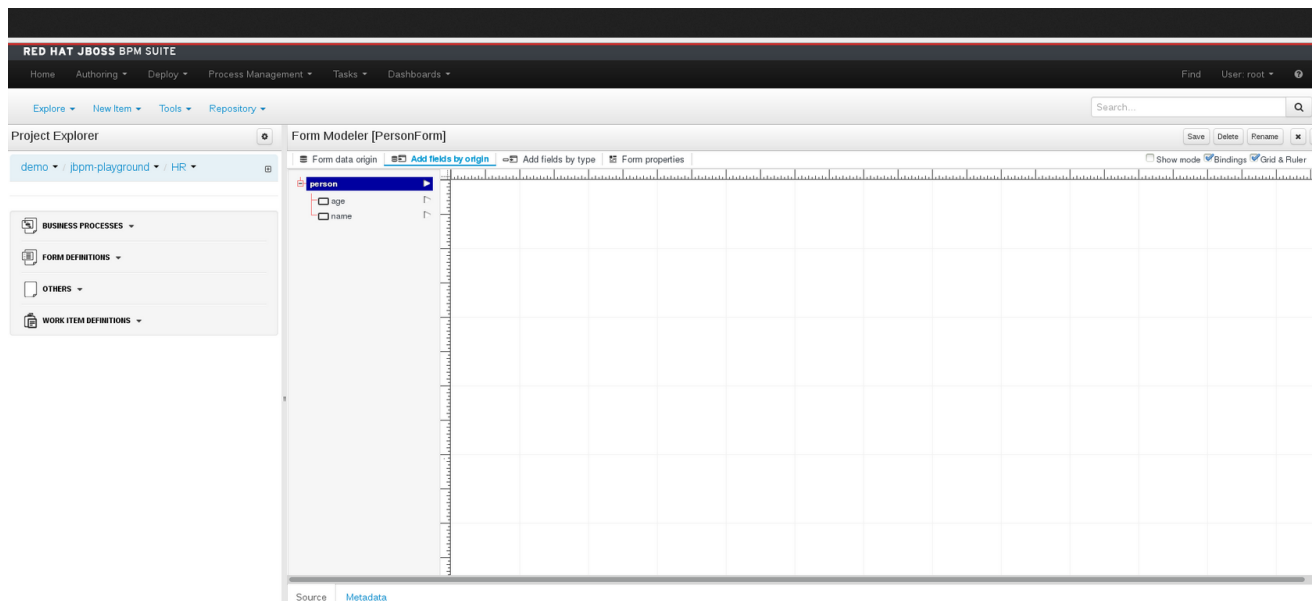 RED HAT JBOSS BPM SUITE
Home Authoring Deploy Process Management Tasks Dashboards Find User: root
Explore New Item Tools Repository Search...
Project Explorer Form Modeler [PersonForm] Save Delete Rename
demo / jbpm-playground / HR
Form data origin Add fields by origin Add fields by type Form properties Show mode Bindings Grid & Ruler
person
age
name
BUSINESS PROCESSES
FORM DEFINITIONS
OTHERS
WORK ITEM DEFINITIONS
Source Metadata